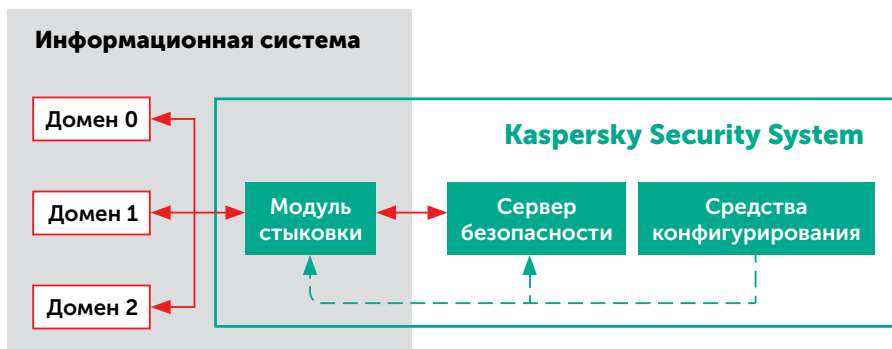 Информационная система
Домен 0
Kaspersky Security System
Домен 1
Модуль
стыковки
Сервер
безопасности
Средства
конфигурирования
Домен 2